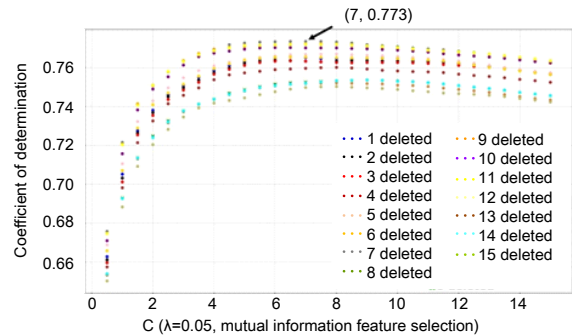 (7, 0.773)
Coefficient of determination
0.76
0.74
0.72
0.70
0.68
0.66
1 deleted
2 deleted
3 deleted
4 deleted
5 deleted
6 deleted
7 deleted
8 deleted
9 deleted
10 deleted
11 deleted
12 deleted
13 deleted
14 deleted
15 deleted
0 2 4 6 8 10 12 14
C (λ=0.05, mutual information feature selection)